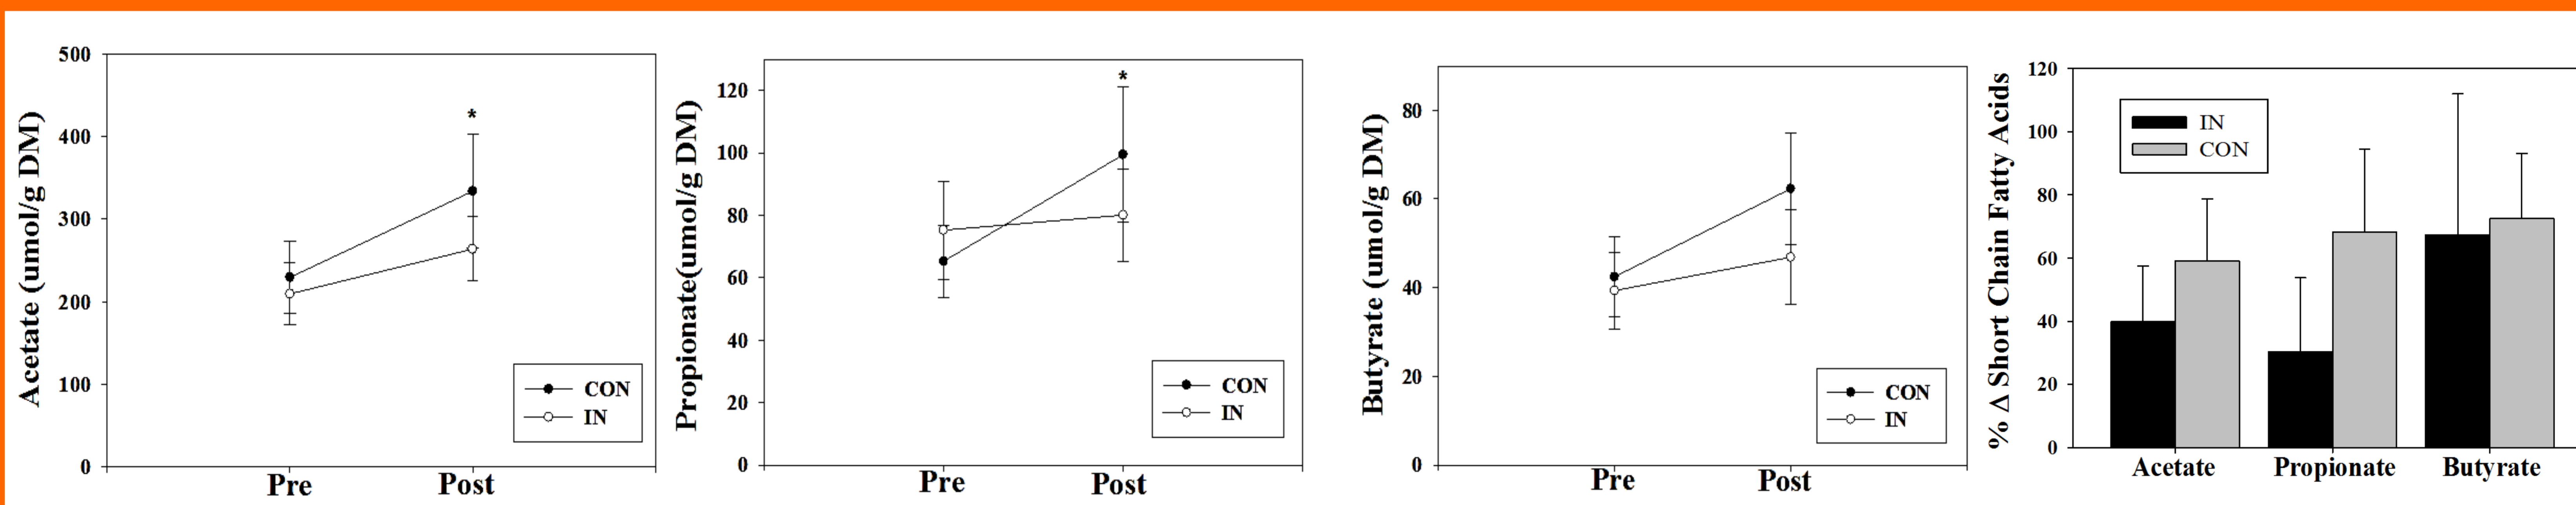 Acetate (umol/g DM)
500
400
300
200
100
0
*
CON
IN
Pre
Post
Propionate(umol/g DM)
120
100
80
60
40
20
0
*
CON
IN
Pre
Post
Butyrate (umol/g DM)
80
60
40
20
0
CON
IN
Pre
Post
% Δ Short Chain Fatty Acids
120
100
80
60
40
20
0
IN
CON
Acetate
Propionate
Butyrate